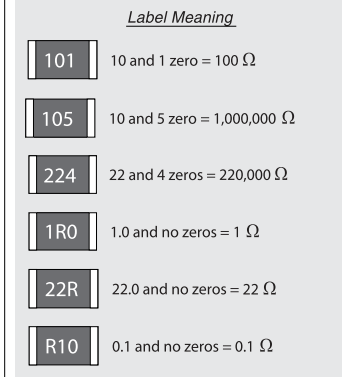 Label Meaning
101 10 and 1 zero = 100 Ω
105 10 and 5 zero = 1,000,000 Ω
224 22 and 4 zeros = 220,000 Ω
1R0 1.0 and no zeros = 1 Ω
22R 22.0 and no zeros = 22 Ω
R10 0.1 and no zeros = 0.1 Ω